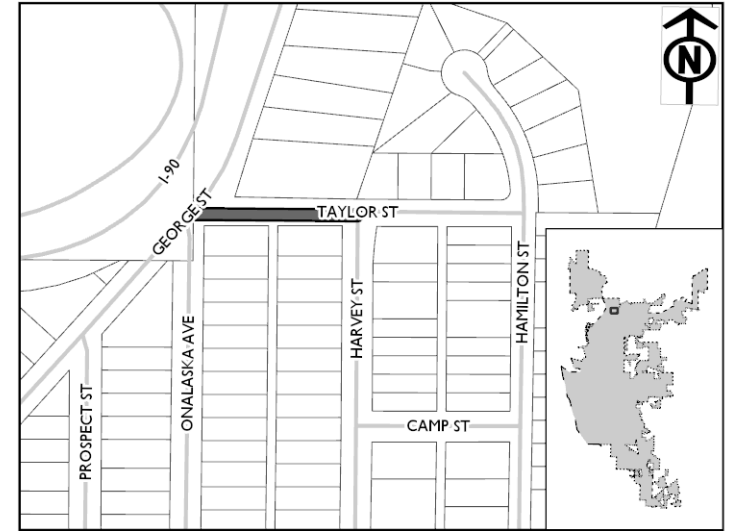 N
I-90
GEORGE ST
TAYLOR ST
HARVEY ST
HAMILTON ST
ONALASKA AVE
PROSPECT ST
CAMP ST